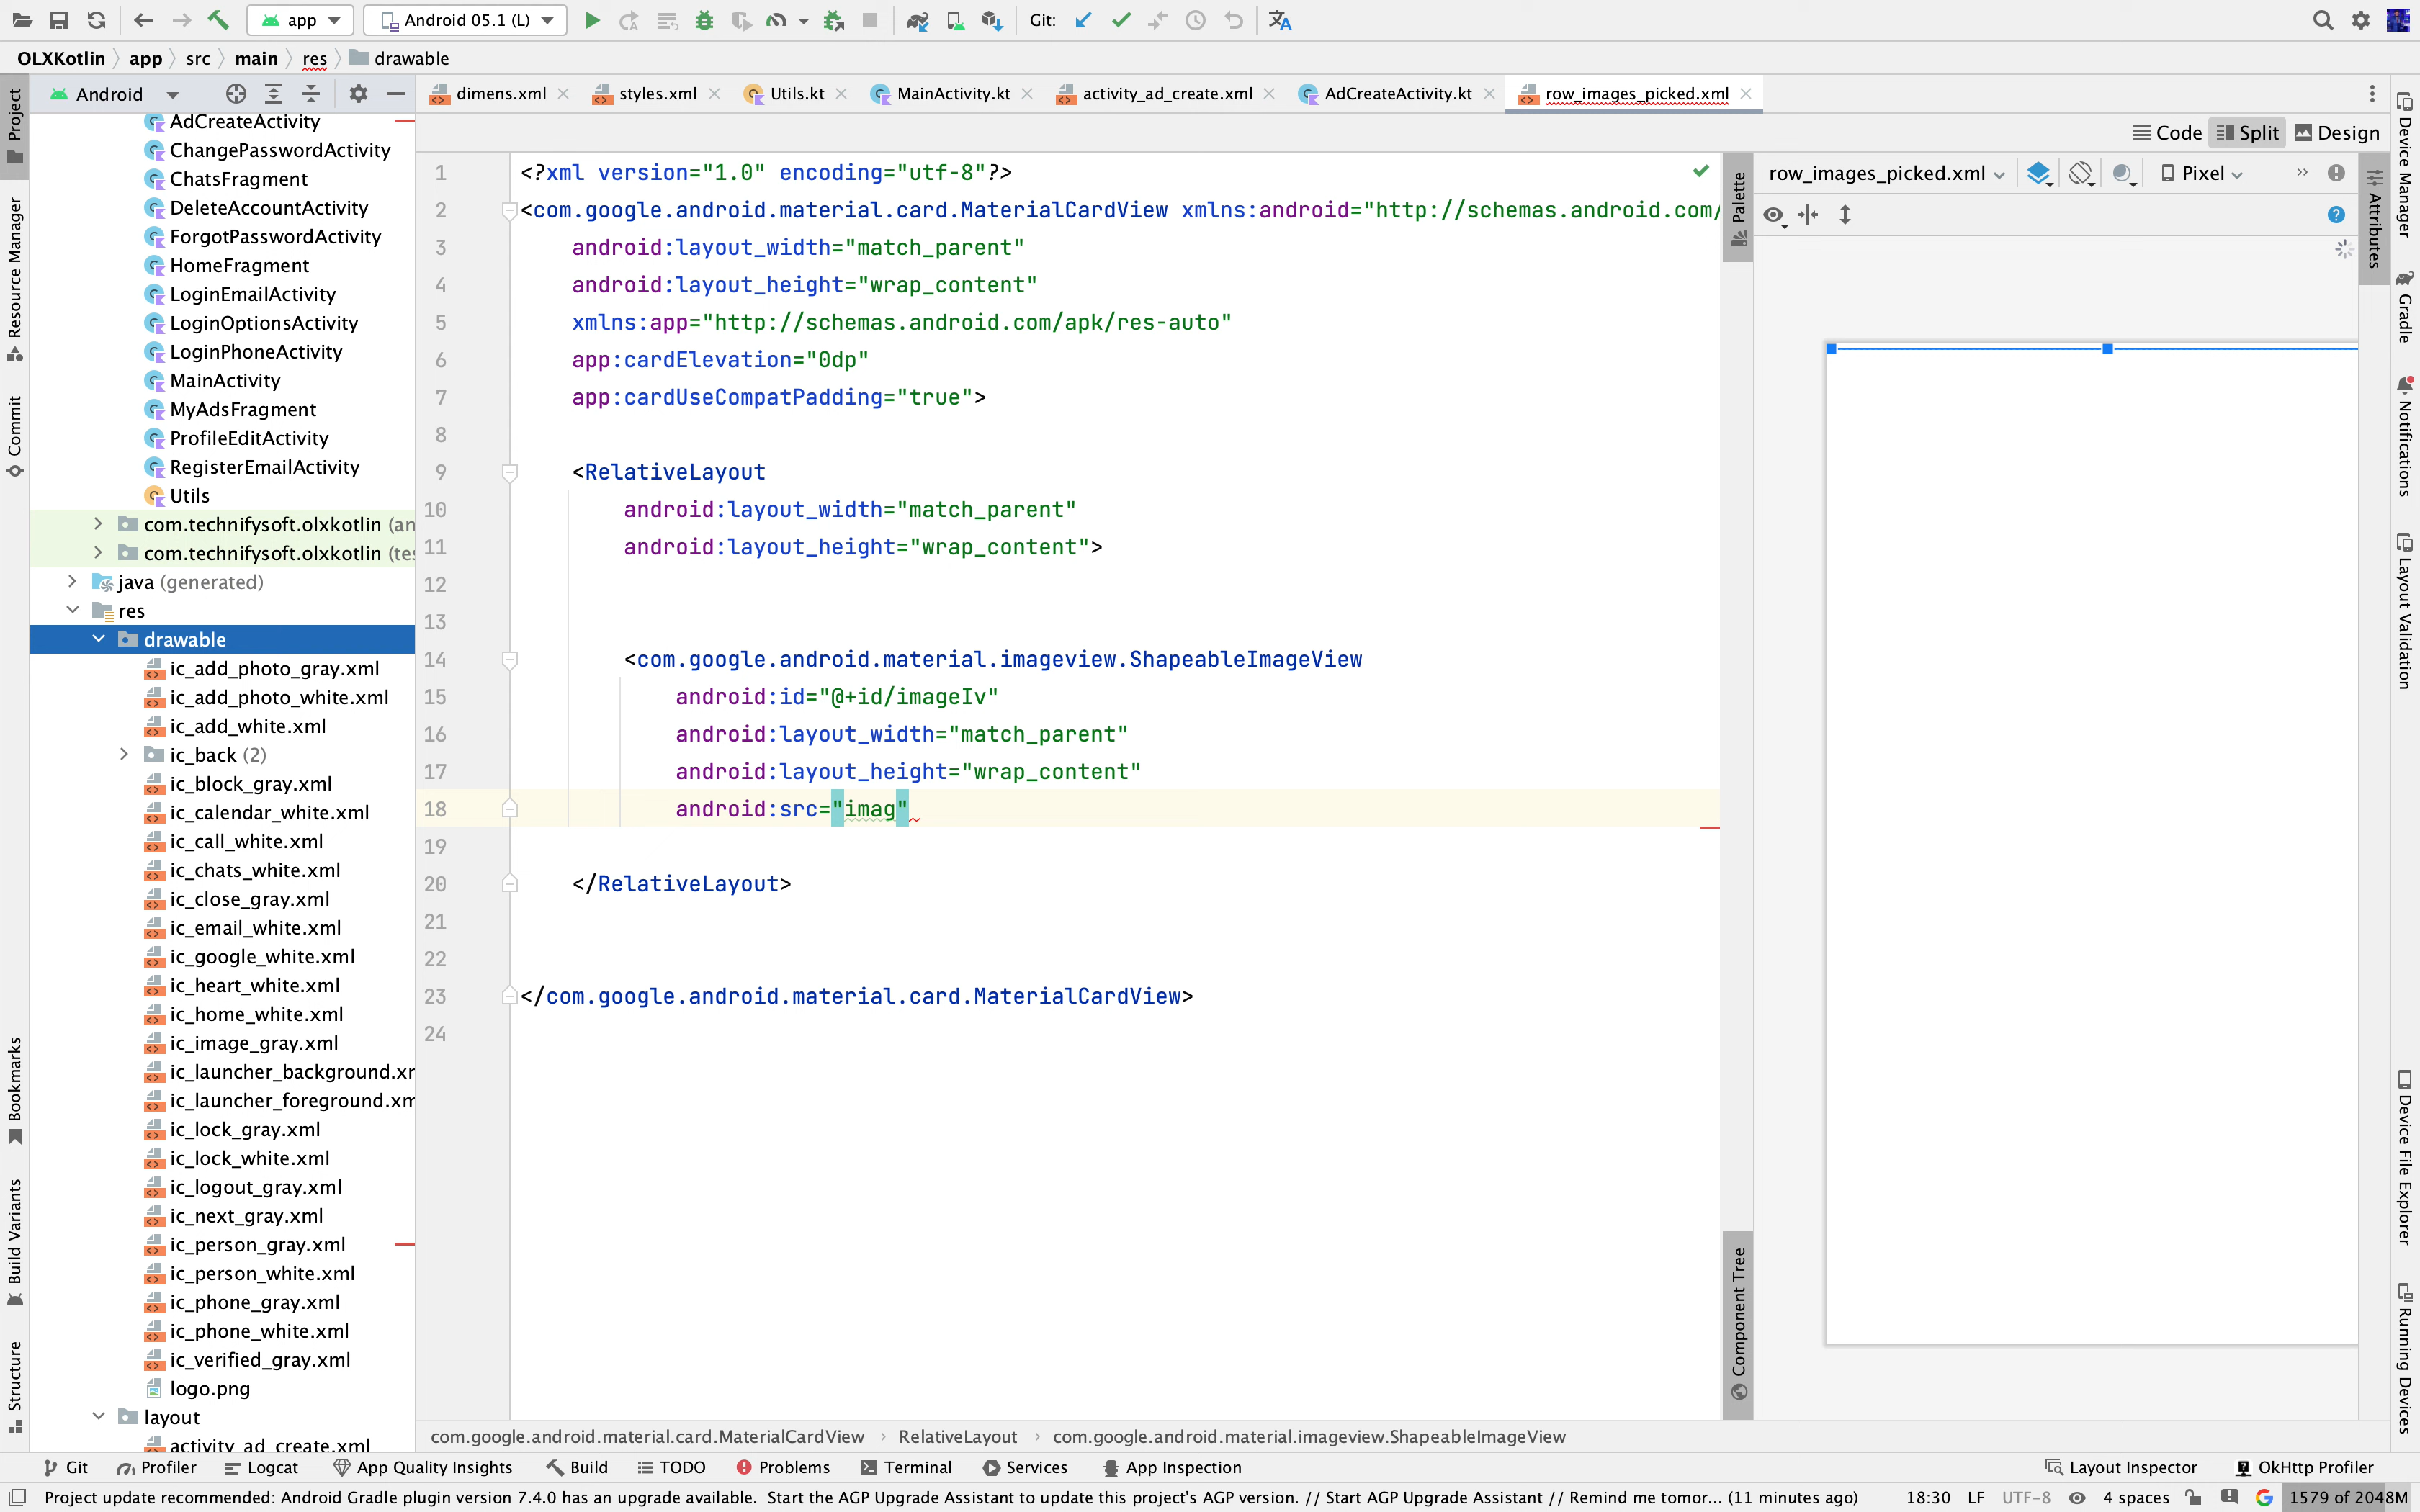 app
Android 05.1 (L)
Git:
OLXKotlin app src main res drawable
Android
dimens.xml
styles.xml
Utils.kt
MainActivity.kt
activity_ad_create.xml
AdCreateActivity.kt
row_images_picked.xml
Code
Split
Design
Project
Resource Manager
Commit
Bookmarks
Build Variants
Structure
AdCreateActivity
ChangePasswordActivity
ChatsFragment
DeleteAccountActivity
ForgotPasswordActivity
HomeFragment
LoginEmailActivity
LoginOptionsActivity
LoginPhoneActivity
MainActivity
MyAdsFragment
ProfileEditActivity
RegisterEmailActivity
Utils
com.technifysoft.olxkotlin (an
com.technifysoft.olxkotlin (te
java (generated)
res
drawable
ic_add_photo_gray.xml
ic_add_photo_white.xml
ic_add_white.xml
ic_back (2)
ic_block_gray.xml
ic_calendar_white.xml
ic_call_white.xml
ic_chats_white.xml
ic_close_gray.xml
ic_email_white.xml
ic_google_white.xml
ic_heart_white.xml
ic_home_white.xml
ic_image_gray.xml
ic_launcher_background.xr
ic_launcher_foreground.xm
ic_lock_gray.xml
ic_lock_white.xml
ic_logout_gray.xml
ic_next_gray.xml
ic_person_gray.xml
ic_person_white.xml
ic_phone_gray.xml
ic_phone_white.xml
ic_verified_gray.xml
logo.png
layout
activity_ad_create.xml
1 <?xml version="1.0" encoding="utf-8"?>
2 <com.google.android.material.card.MaterialCardView xmlns:android="http://schemas.android.com/
3 android:layout_width="match_parent"
4 android:layout_height="wrap_content"
5 xmlns:app="http://schemas.android.com/apk/res-auto"
6 app:cardElevation="0dp"
7 app:cardUseCompatPadding="true">
8
9 <RelativeLayout
10 android:layout_width="match_parent"
11 android:layout_height="wrap_content">
12
13
14 <com.google.android.material.imageview.ShapeableImageView
15 android:id="@+id/imageIv"
16 android:layout_width="match_parent"
17 android:layout_height="wrap_content"
18 android:src="imag"
19
20 </RelativeLayout>
21
22
23 </com.google.android.material.card.MaterialCardView>
24
Palette
Component Tree
row_images_picked.xml
Pixel
Attributes
Device Manager
Gradle
Notifications
Layout Validation
Device File Explorer
Running Devices
com.google.android.material.card.MaterialCardView › RelativeLayout › com.google.android.material.imageview.ShapeableImageView
Git
Profiler
Logcat
App Quality Insights
Build
TODO
Problems
Terminal
Services
App Inspection
Layout Inspector
OkHttp Profiler
Project update recommended: Android Gradle plugin version 7.4.0 has an upgrade available. Start the AGP Upgrade Assistant to update this project's AGP version. // Start AGP Upgrade Assistant // Remind me tomor... (11 minutes ago)
18:30 LF UTF-8 4 spaces 1579 of 2048M